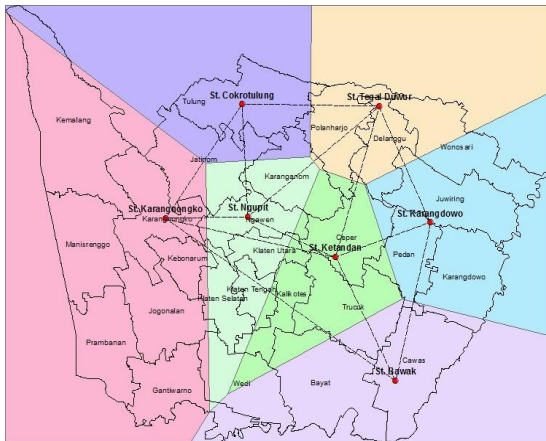 St. Cokrotulung
St. Tegal Duwur
Tulung
Kemalang
Polanharjo
Delanggu
Wonosari
Jatinom
Karanganom
Juwiring
St. Karangnongko
St. Ngupit
St. Karangdowo
Karangnongko
Ngawen
Ceper
Manisrenggo
Kebonarum
Klaten Utara
St. Ketandan
Pedan
Karangdowo
Klaten Tengah
Kalikotes
Klaten Selatan
Jogonalan
Trucuk
Prambanan
Cawas
St. Bawak
Gantiwarno
Wedi
Bayat